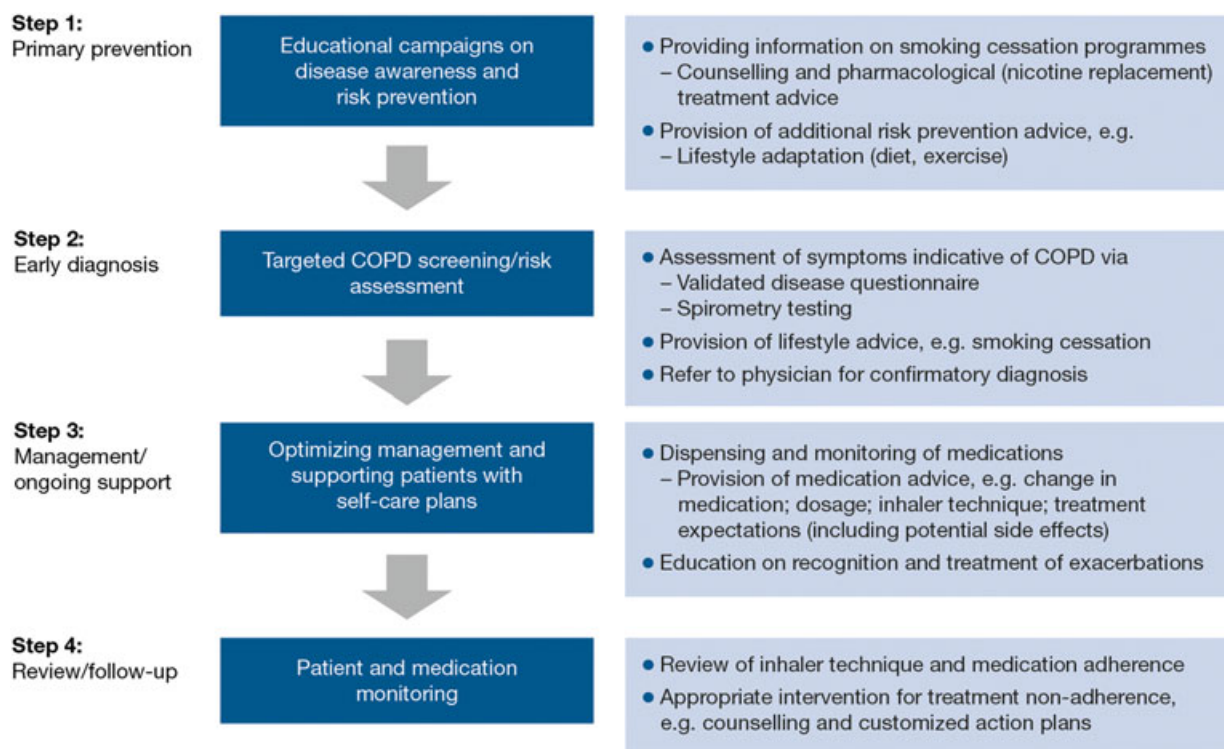 Step 1:
Primary prevention
Educational campaigns on
disease awareness and
risk prevention
● Providing information on smoking cessation programmes
– Counselling and pharmacological (nicotine replacement)
treatment advice
● Provision of additional risk prevention advice, e.g.
– Lifestyle adaptation (diet, exercise)
Step 2:
Early diagnosis
Targeted COPD screening/risk
assessment
● Assessment of symptoms indicative of COPD via
– Validated disease questionnaire
– Spirometry testing
● Provision of lifestyle advice, e.g. smoking cessation
● Refer to physician for confirmatory diagnosis
Step 3:
Management/
ongoing support
Optimizing management and
supporting patients with
self-care plans
● Dispensing and monitoring of medications
– Provision of medication advice, e.g. change in
medication; dosage; inhaler technique; treatment
expectations (including potential side effects)
● Education on recognition and treatment of exacerbations
Step 4:
Review/follow-up
Patient and medication
monitoring
● Review of inhaler technique and medication adherence
● Appropriate intervention for treatment non-adherence,
e.g. counselling and customized action plans